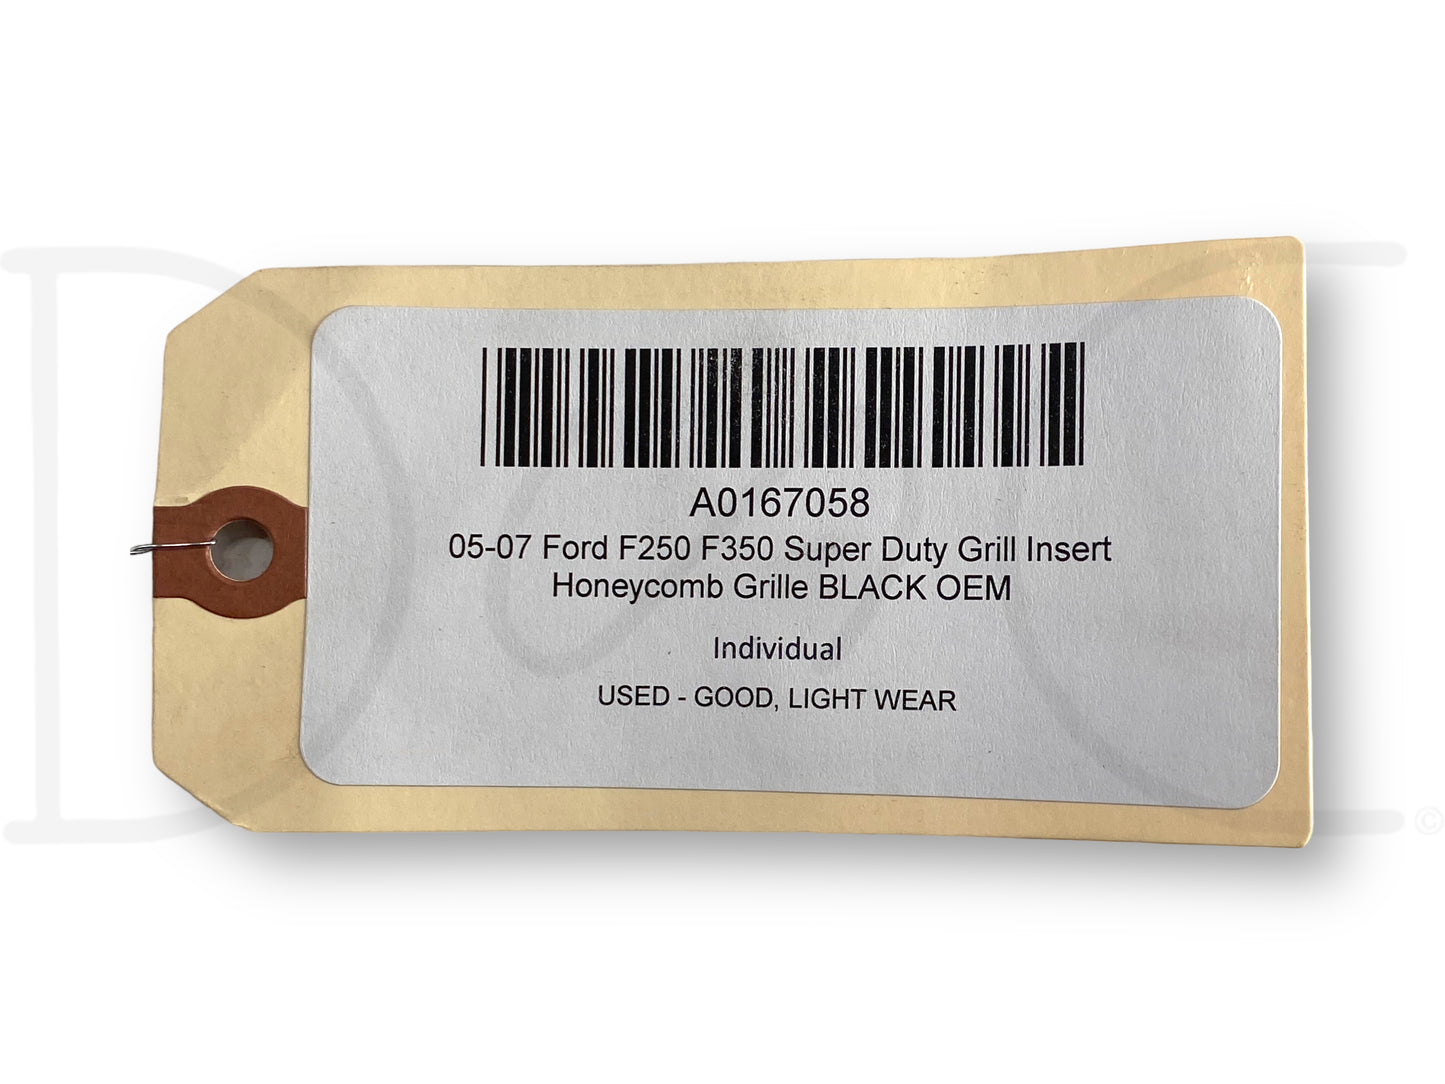 A0167058
05-07 Ford F250 F350 Super Duty Grill Insert
Honeycomb Grille BLACK OEM
Individual
USED - GOOD, LIGHT WEAR
©